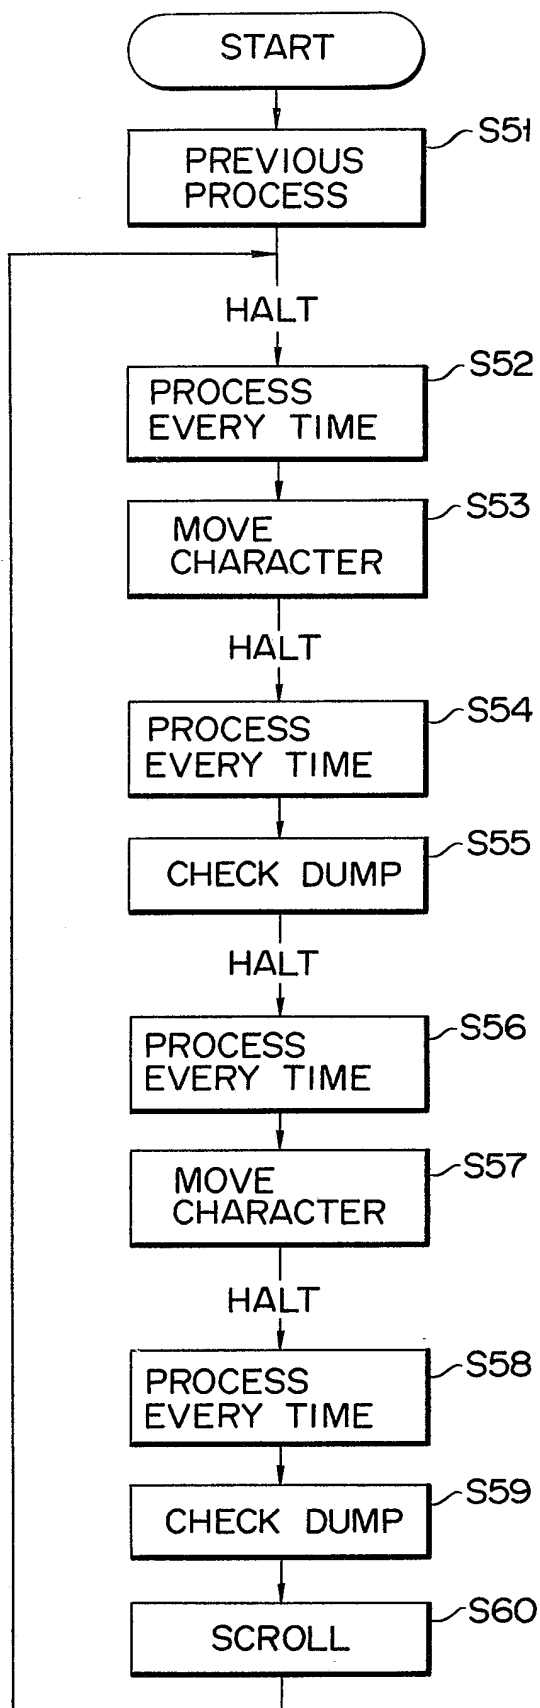 START
S51
PREVIOUS
PROCESS
HALT
S52
PROCESS
EVERY TIME
S53
MOVE
CHARACTER
HALT
S54
PROCESS
EVERY TIME
S55
CHECK DUMP
HALT
S56
PROCESS
EVERY TIME
S57
MOVE
CHARACTER
HALT
S58
PROCESS
EVERY TIME
S59
CHECK DUMP
S60
SCROLL